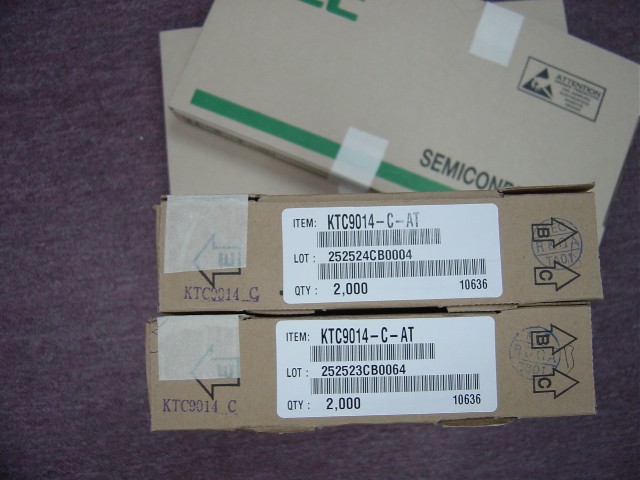 EC
ATTENTION
SEMICOND
ITEM: KTC9014-C-AT
LOT: 252524CB0004
QTY: 2,000 10636
KTC9014_C
E
B
C
ITEM: KTC9014-C-AT
LOT: 252523CB0064
QTY: 2,000 10636
KTC9014_C
E
B
C